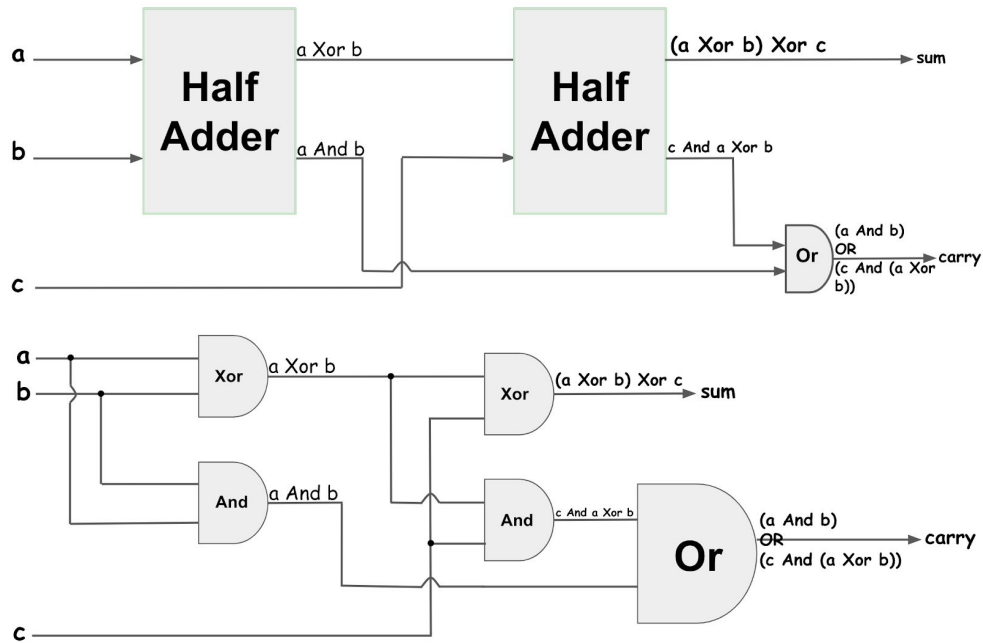 a
a Xor b
(a Xor b) Xor c
sum
Half
Adder
Half
Adder
b
a And b
c And a Xor b
(a And b)
OR
(c And (a Xor
b))
Or
carry
c
a
b
Xor
a Xor b
Xor
(a Xor b) Xor c
sum
And
a And b
And
c And a Xor b
Or
(a And b)
OR
(c And (a Xor b))
carry
c